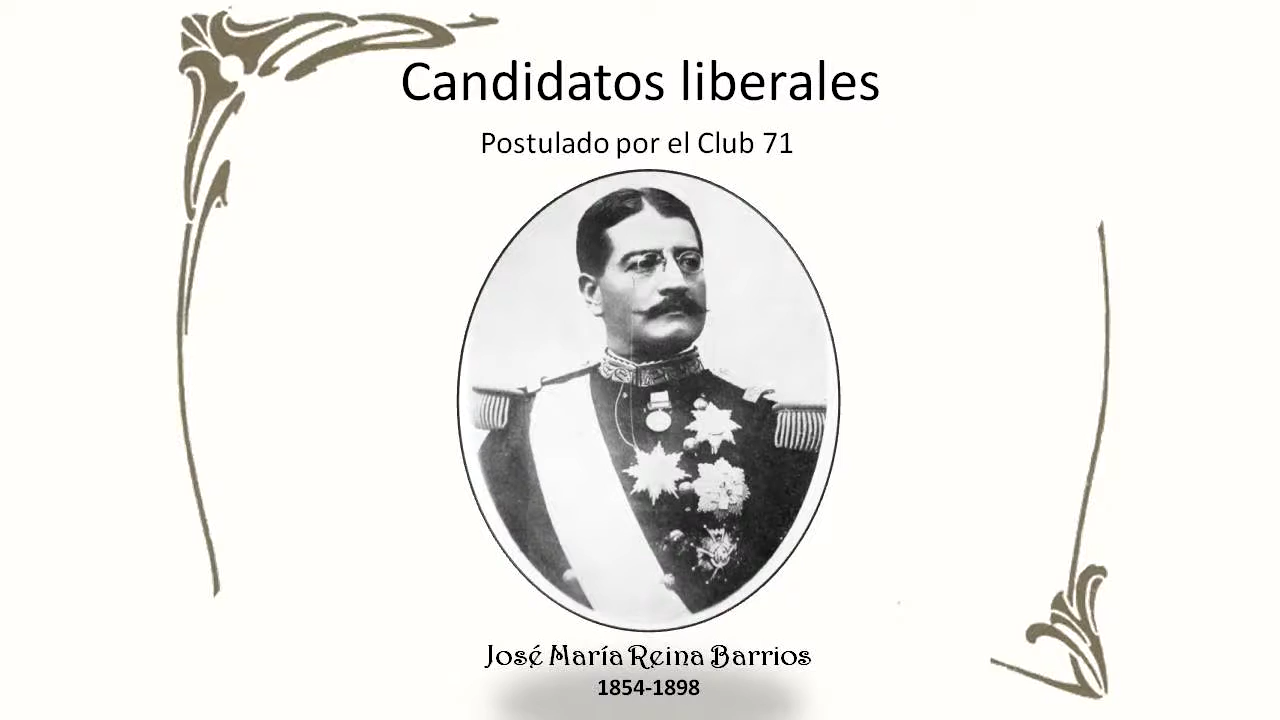 Candidatos liberales
Postulado por el Club 71
José María Reina Barrios
1854-1898